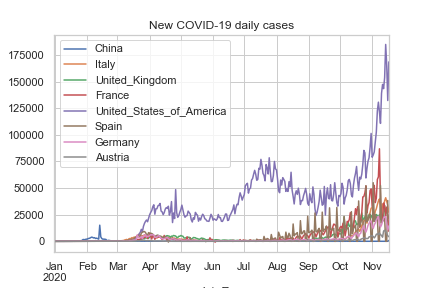 New COVID-19 daily cases
175000
150000
125000
100000
75000
50000
25000
0
China
Italy
United_Kingdom
France
United_States_of_America
Spain
Germany
Austria
Jan Feb Mar Apr May Jun Jul Aug Sep Oct Nov
2020